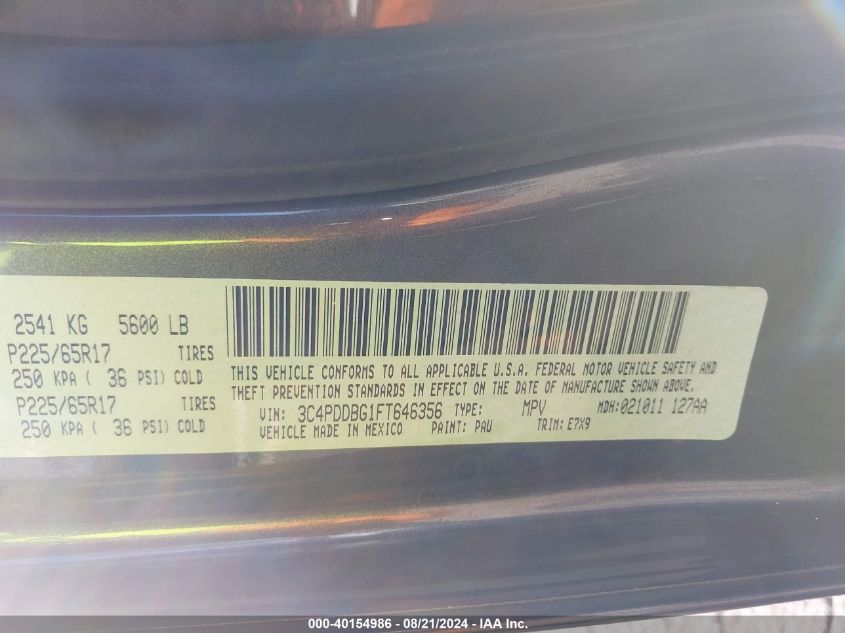 2541 KG 5600 LB
P225/65R17 TIRES
250 KPA ( 36 PSI) COLD
P225/65R17 TIRES
250 KPA ( 36 PSI) COLD
THIS VEHICLE CONFORMS TO ALL APPLICABLE U.S.A. FEDERAL MOTOR VEHICLE SAFETY AND
THEFT PREVENTION STANDARDS IN EFFECT ON THE DATE OF MANUFACTURE SHOWN ABOVE.
VIN: 3C4PDDBG1FT646356 TYPE: MPV MDH:021011 127AA
VEHICLE MADE IN MEXICO PAINT: PAU TRIM: E7X9
000-40154986 - 08/21/2024 - IAA Inc.